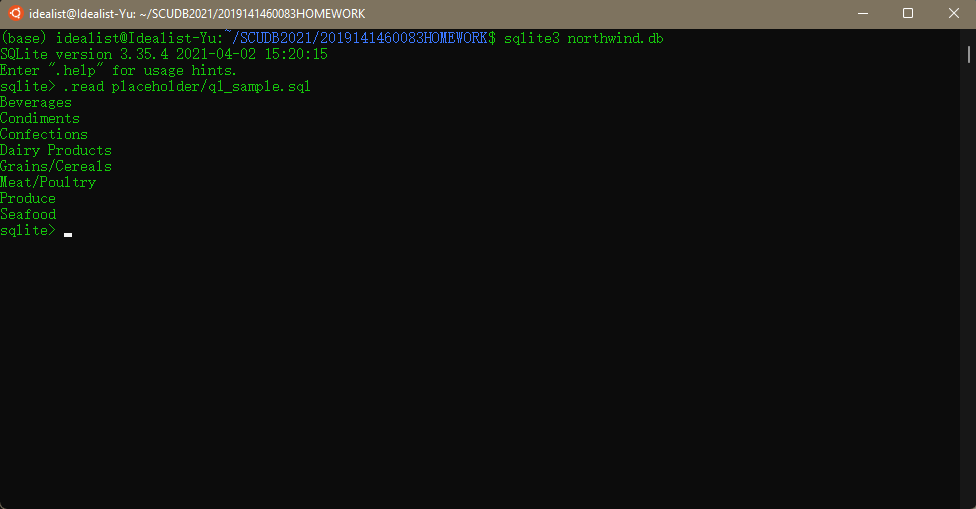 idealist@Idealist-Yu: ~/SCUDB2021/2019141460083HOMEWORK
(base) idealist@Idealist-Yu:~/SCUDB2021/2019141460083HOMEWORK$ sqlite3 northwind.db
SQLite version 3.35.4 2021-04-02 15:20:15
Enter ".help" for usage hints.
sqlite> .read placeholder/q1_sample.sql
Beverages
Condiments
Confections
Dairy Products
Grains/Cereals
Meat/Poultry
Produce
Seafood
sqlite>